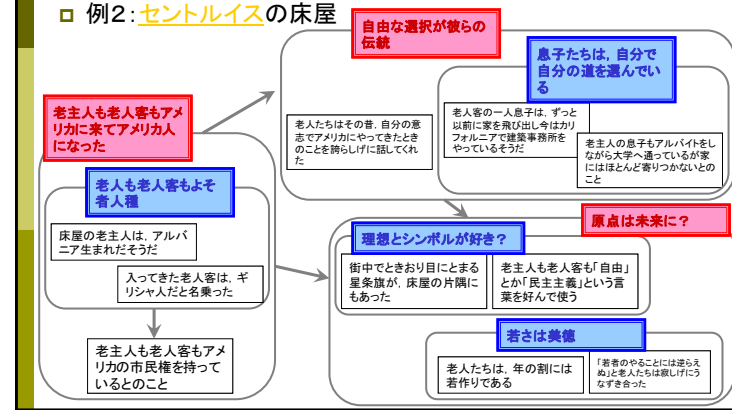 例2：セントルイスの床屋
自由な選択が彼らの
伝統
息子たちは，自分で
自分の道を選んでい
る
老人たちはその昔，自分の意
志でアメリカにやってきたとき
のことを誇らしげに話してくれ
た
老人客の一人息子は，ずっと
以前に家を飛び出し今はカリ
フォルニアで建築事務所を
やっているそうだ
老主人の息子もアルバイトをし
ながら大学へ通っているが家
にはほとんど寄りつかないとの
こと
老主人も老人客もアメ
リカに来てアメリカ人
になった
老人も老人客もよそ
者人種
床屋の老主人は，アルバ
ニア生まれだそうだ
入ってきた老人客は，ギ
リシャ人だと名乗った
老主人も老人客もアメ
リカの市民権を持って
いるとのこと
原点は未来に？
理想とシンボルが好き？
街中でときおり目にとまる
星条旗が，床屋の片隅に
もあった
老主人も老人客も「自由」
とか「民主主義」という言
葉を好んで使う
若さは美徳
老人たちは，年の割には
若作りである
「若者のやることには逆らえ
ぬ」と老人たちは寂しげにう
なずき合った